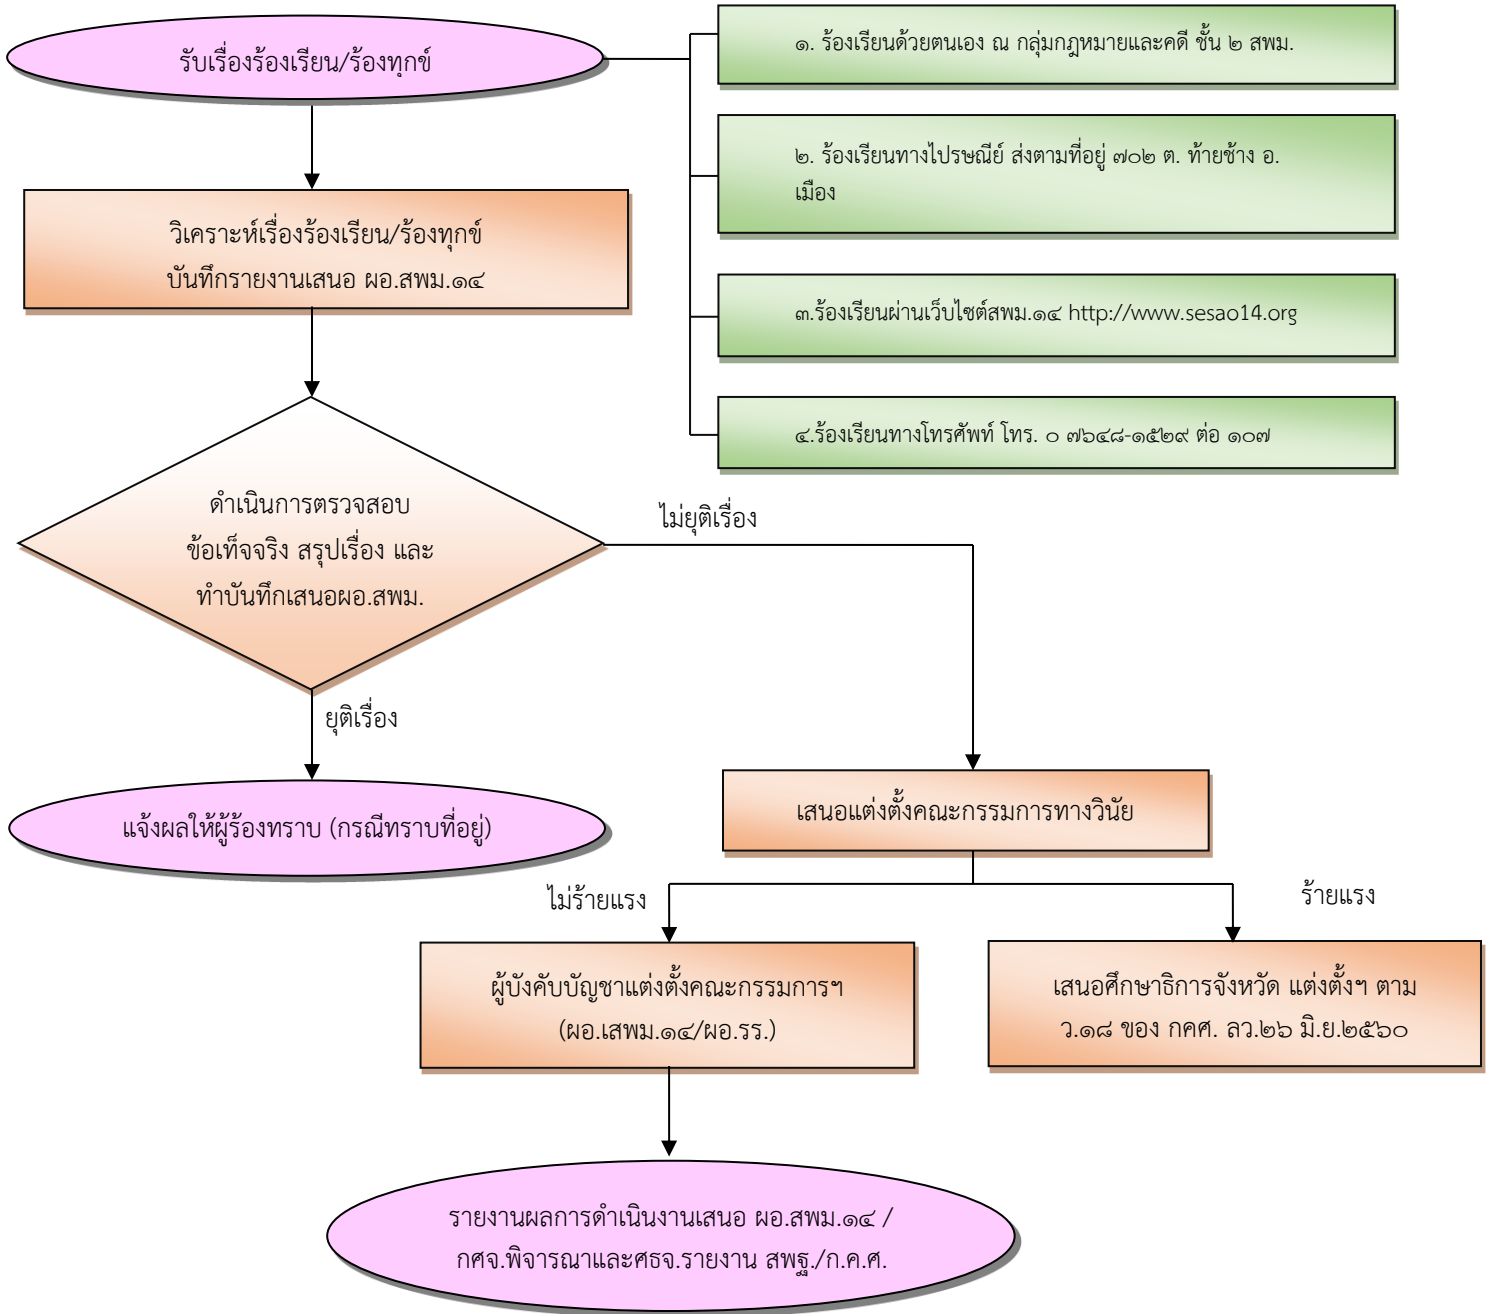 รับเรื่องร้องเรียน/ร้องทุกข์
๑. ร้องเรียนด้วยตนเอง ณ กลุ่มกฎหมายและคดี ชั้น ๒ สพม.
๒. ร้องเรียนทางไปรษณีย์ ส่งตามที่อยู่ ๗๐๒ ต. ท้ายช้าง อ.
เมือง
๓.ร้องเรียนผ่านเว็บไซต์สพม.๑๔ http://www.sesao14.org
๔.ร้องเรียนทางโทรศัพท์ โทร. ๐ ๗๖๔๘-๑๕๒๙ ต่อ ๑๐๗
วิเคราะห์เรื่องร้องเรียน/ร้องทุกข์
บันทึกรายงานเสนอ ผอ.สพม.๑๔
ดำเนินการตรวจสอบ
ข้อเท็จจริง สรุปเรื่อง และ
ทำบันทึกเสนอผอ.สพม.
ไม่ยุติเรื่อง
ยุติเรื่อง
แจ้งผลให้ผู้ร้องทราบ (กรณีทราบที่อยู่)
เสนอแต่งตั้งคณะกรรมการทางวินัย
ไม่ร้ายแรง
ร้ายแรง
ผู้บังคับบัญชาแต่งตั้งคณะกรรมการฯ
(ผอ.เสพม.๑๔/ผอ.รร.)
เสนอศึกษาธิการจังหวัด แต่งตั้งฯ ตาม
ว.๑๘ ของ กคศ. ลว.๒๖ มิ.ย.๒๕๖๐
รายงานผลการดำเนินงานเสนอ ผอ.สพม.๑๔ /
กศจ.พิจารณาและศธจ.รายงาน สพฐ./ก.ค.ศ.